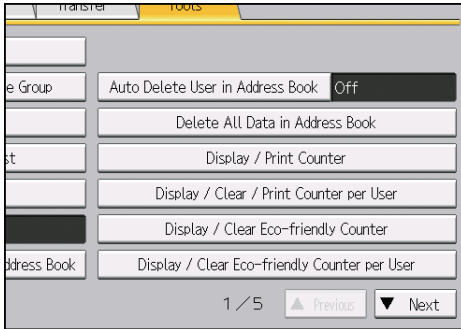 Transfer Tools
e Group Auto Delete User in Address Book Off
Delete All Data in Address Book
st Display / Print Counter
Display / Clear / Print Counter per User
Display / Clear Eco-friendly Counter
ddress Book Display / Clear Eco-friendly Counter per User
1/5 ▲ Previous ▼ Next